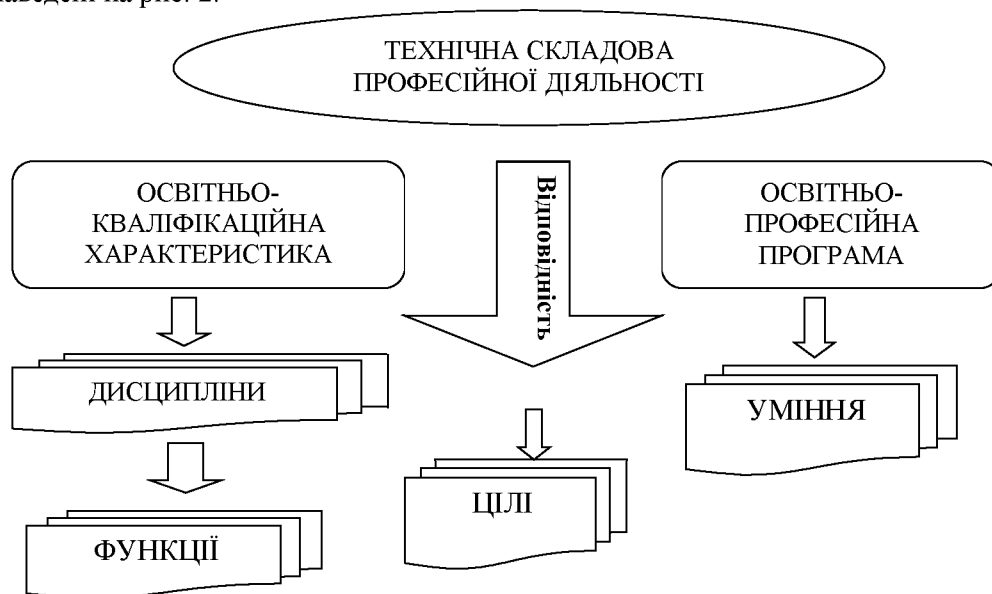 наведені на рис. 2.
ТЕХНІЧНА СКЛАДОВА
ПРОФЕСІЙНОЇ ДІЯЛЬНОСТІ
ОСВІТНЬО-
КВАЛІФІКАЦІЙНА
ХАРАКТЕРИСТИКА
Відповідність
ОСВІТНЬО-
ПРОФЕСІЙНА
ПРОГРАМА
ДИСЦИПЛІНИ
УМІННЯ
ЦІЛІ
ФУНКЦІЇ